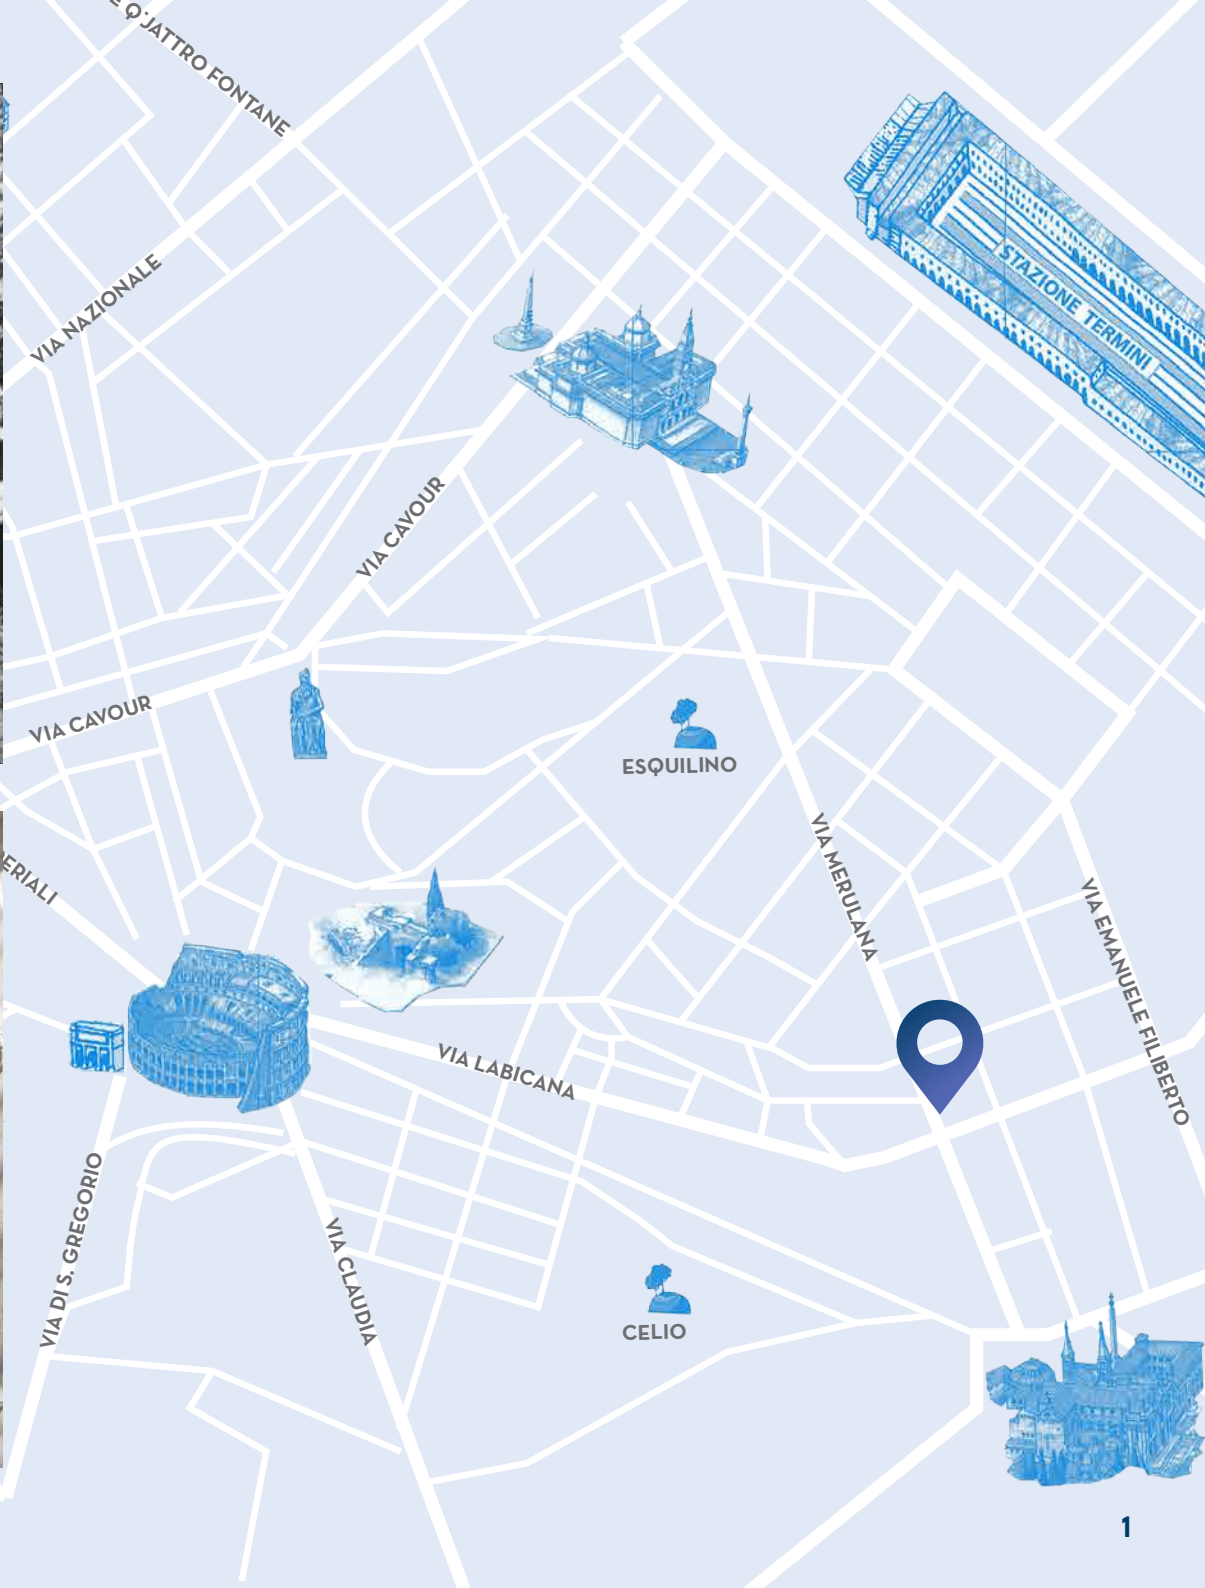 E QUATTRO FONTANE
VIA NAZIONALE
STAZIONE TERMINI
VIA CAVOUR
VIA CAVOUR
ESQUILINO
VIA MERULANA
ERIALI
VIA EMANUELE FILIBERTO
VIA LABICANA
VIA DI S. GREGORIO
VIA CLAUDIA
CELIO
1